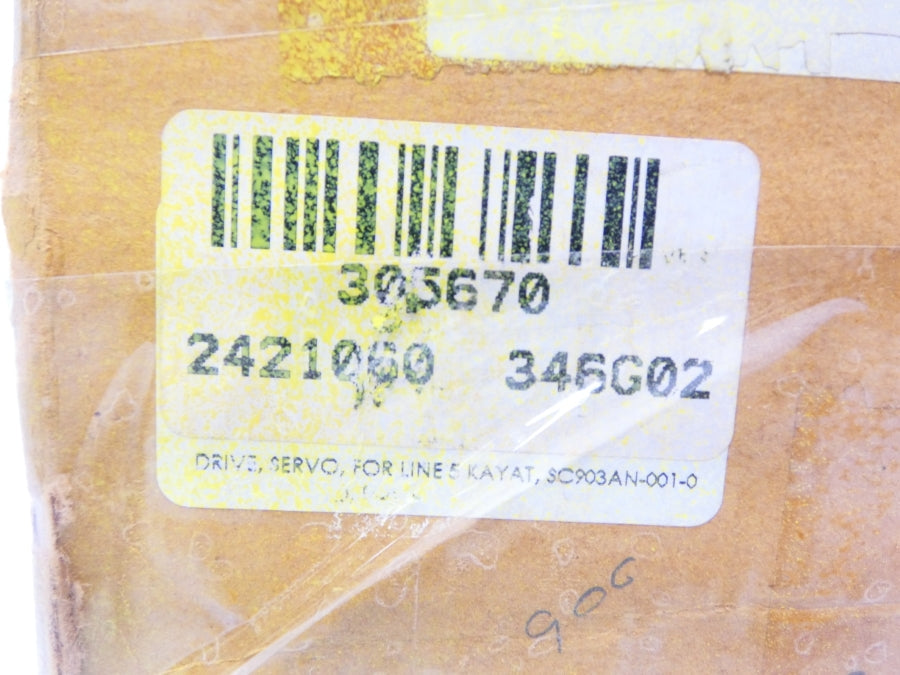 305670
2421060 346G02
DRIVE, SERVO, FOR LINE 5 KAYAT, SC903AN-001-0
906